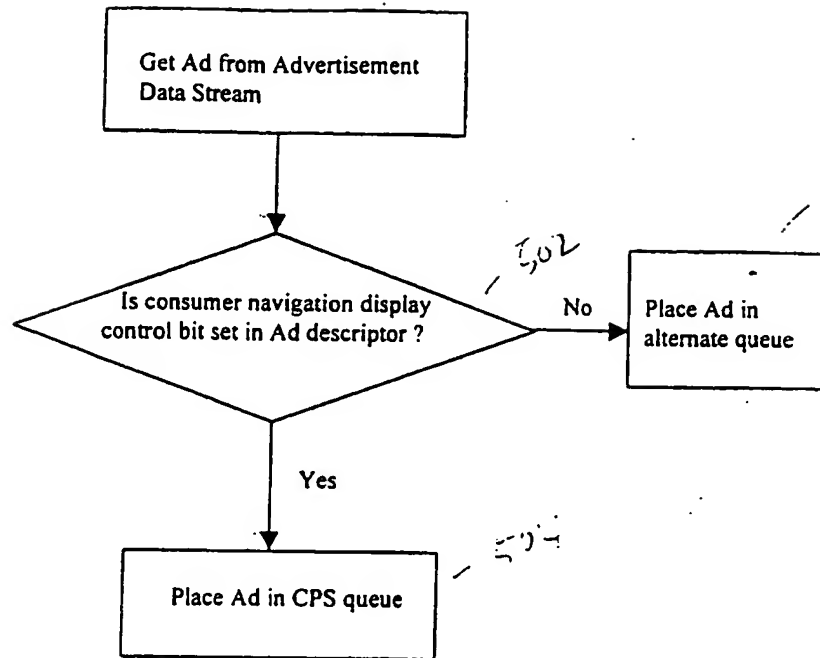 Get Ad from Advertisement
Data Stream
502
Is consumer navigation display
control bit set in Ad descriptor ?
No
Place Ad in
alternate queue
Yes
504
Place Ad in CPS queue